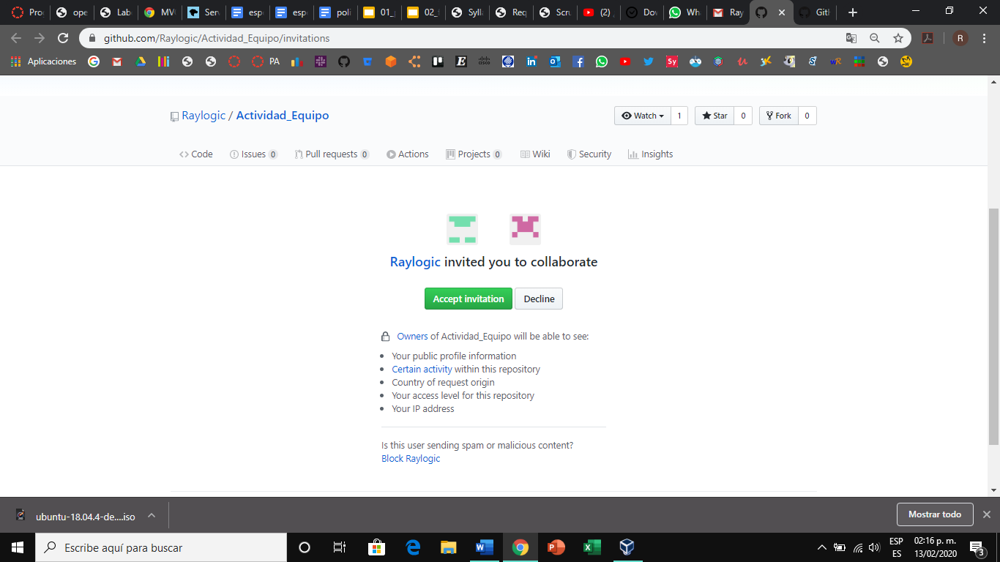 Pro
ope
Lab
MV
Ser
esp
esp
poli
01_
02_
Sylla
Req
Scru
(2)
Dov
Wha
Ray
Gith
github.com/Raylogic/Actividad_Equipo/invitations
R
Aplicaciones
PA
Raylogic / Actividad_Equipo
Watch 1
Star 0
Fork 0
Code Issues 0 Pull requests 0 Actions Projects 0 Wiki Security Insights
Raylogic invited you to collaborate
Accept invitation Decline
Owners of Actividad_Equipo will be able to see:
• Your public profile information
• Certain activity within this repository
• Country of request origin
• Your access level for this repository
• Your IP address
Is this user sending spam or malicious content?
Block Raylogic
ubuntu-18.04.4-de....iso
Mostrar todo
Escribe aquí para buscar
ESP
ES
02:16 p. m.
13/02/2020
3